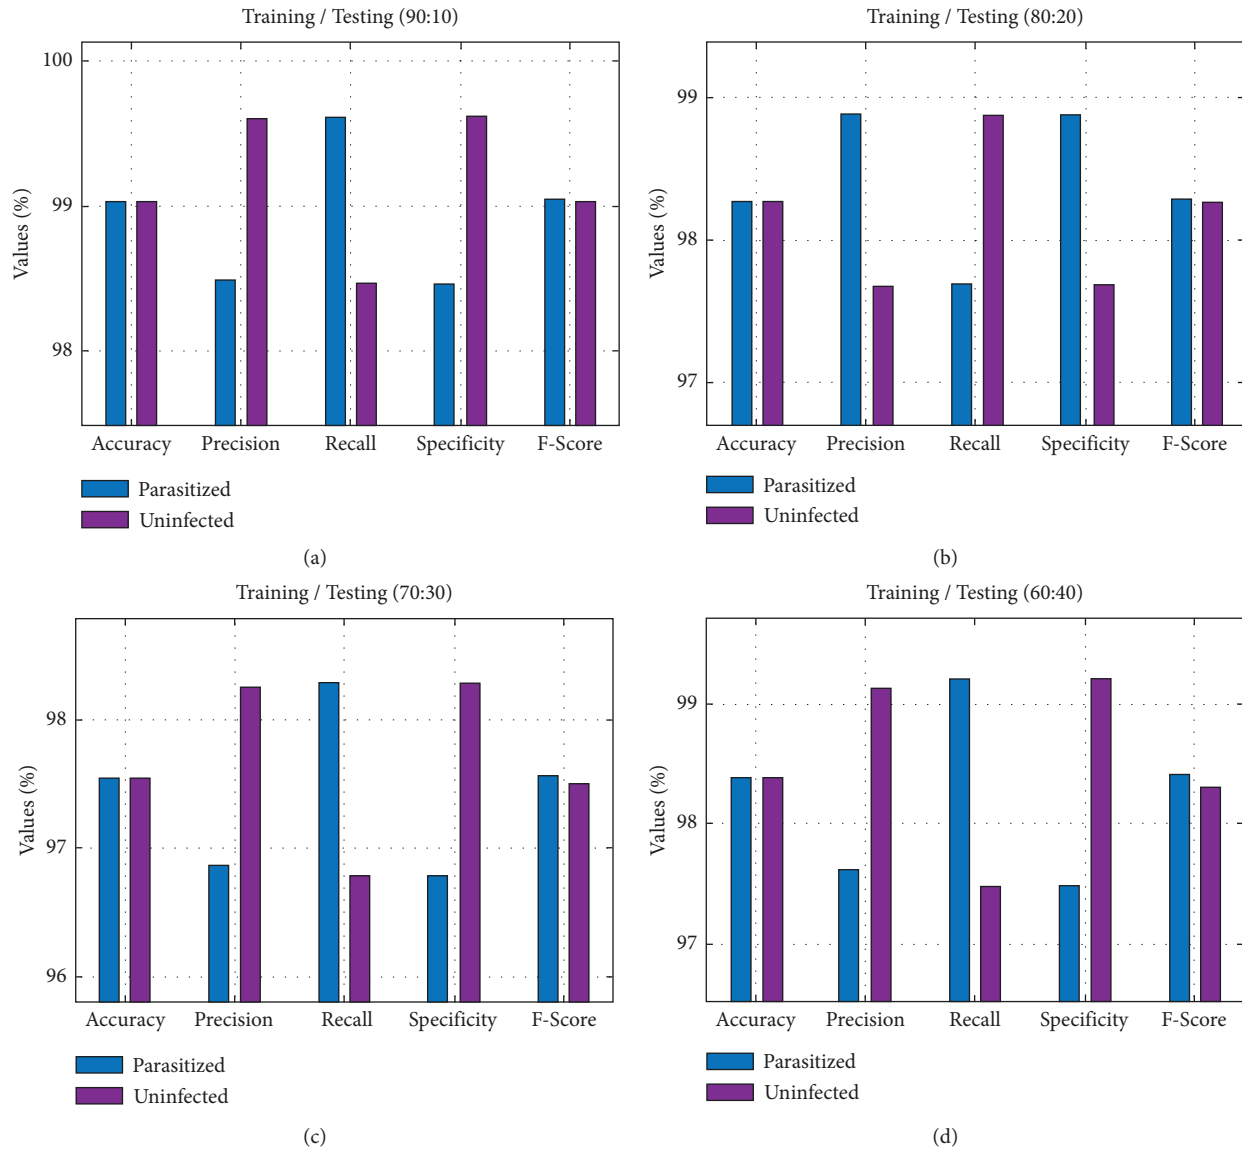 Training / Testing (90:10)
Values (%)
100
99
98
Accuracy Precision Recall Specificity F-Score
Parasitized
Uninfected
(a)
Training / Testing (80:20)
Values (%)
99
98
97
Accuracy Precision Recall Specificity F-Score
Parasitized
Uninfected
(b)
Training / Testing (70:30)
Values (%)
98
97
96
Accuracy Precision Recall Specificity F-Score
Parasitized
Uninfected
(c)
Training / Testing (60:40)
Values (%)
99
98
97
Accuracy Precision Recall Specificity F-Score
Parasitized
Uninfected
(d)